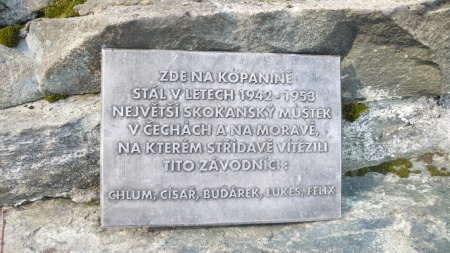 ZDE NA KOPANINĚ
STÁL V LETECH 1942-1953
NEJVĚTŠÍ SKOKANSKÝ MŮSTEK
V ČECHÁCH A NA MORAVĚ,
NA KTERÉM STŘÍDAVĚ VÍTĚZILI
TITO ZÁVODNÍCI:
CHLUM, CÍSAŘ, BUĎÁREK, LUKEŠ, FELIX